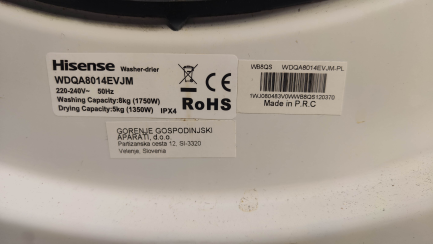 Hisense Washer-drier
WDQA8014EVJM
220-240V~ 50Hz
Washing Capacity:8kg (1750W)
Drying Capacity:5kg (1350W) IPX4
CE
RoHS
WB8QS WDQA8014EVJM-PL
1WJ060483V0WWB8QS120370
Made in P.R.C
GORENJE GOSPODINJSKI
APARATI, d.o.o.
Partizanska cesta 12, SI-3320
Velenje, Slovenia